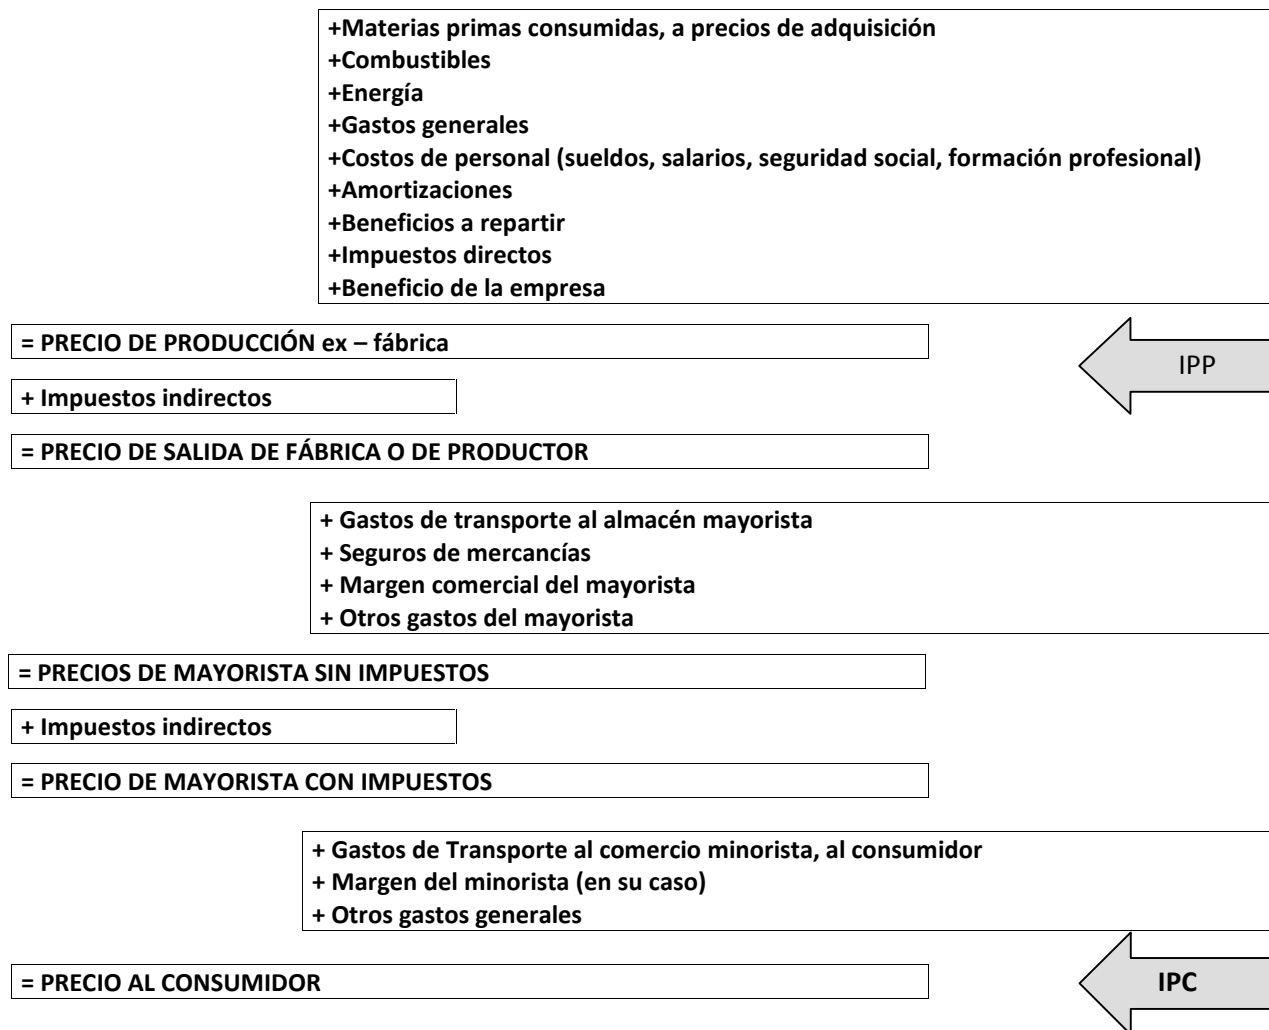 +Materias primas consumidas, a precios de adquisición
+Combustibles
+Energía
+Gastos generales
+Costos de personal (sueldos, salarios, seguridad social, formación profesional)
+Amortizaciones
+Beneficios a repartir
+Impuestos directos
+Beneficio de la empresa
= PRECIO DE PRODUCCIÓN ex – fábrica
IPP
+ Impuestos indirectos
= PRECIO DE SALIDA DE FÁBRICA O DE PRODUCTOR
+ Gastos de transporte al almacén mayorista
+ Seguros de mercancías
+ Margen comercial del mayorista
+ Otros gastos del mayorista
= PRECIOS DE MAYORISTA SIN IMPUESTOS
+ Impuestos indirectos
= PRECIO DE MAYORISTA CON IMPUESTOS
+ Gastos de Transporte al comercio minorista, al consumidor
+ Margen del minorista (en su caso)
+ Otros gastos generales
= PRECIO AL CONSUMIDOR
IPC